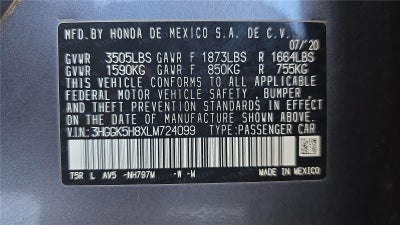 MFD. BY HONDA DE MEXICO S.A. DE C.V.
07/20
GVWR 3505LBS GAWR F 1873LBS R 1664LBS
GVWR 1590KG GAWR F 850KG R 755KG
THIS VEHICLE CONFORMS TO ALL APPLICABLE
FEDERAL MOTOR VEHICLE SAFETY, BUMPER
AND THEFT PREVENTION STANDARDS IN EFFECT
ON THE DATE OF MANUFACTURE SHOWN ABOVE.
V.I.N: 3HGGK5H8XLM724099 TYPE: PASSENGER CAR
T5R L AV5 -NH797M -W -M MADE IN MEXICO